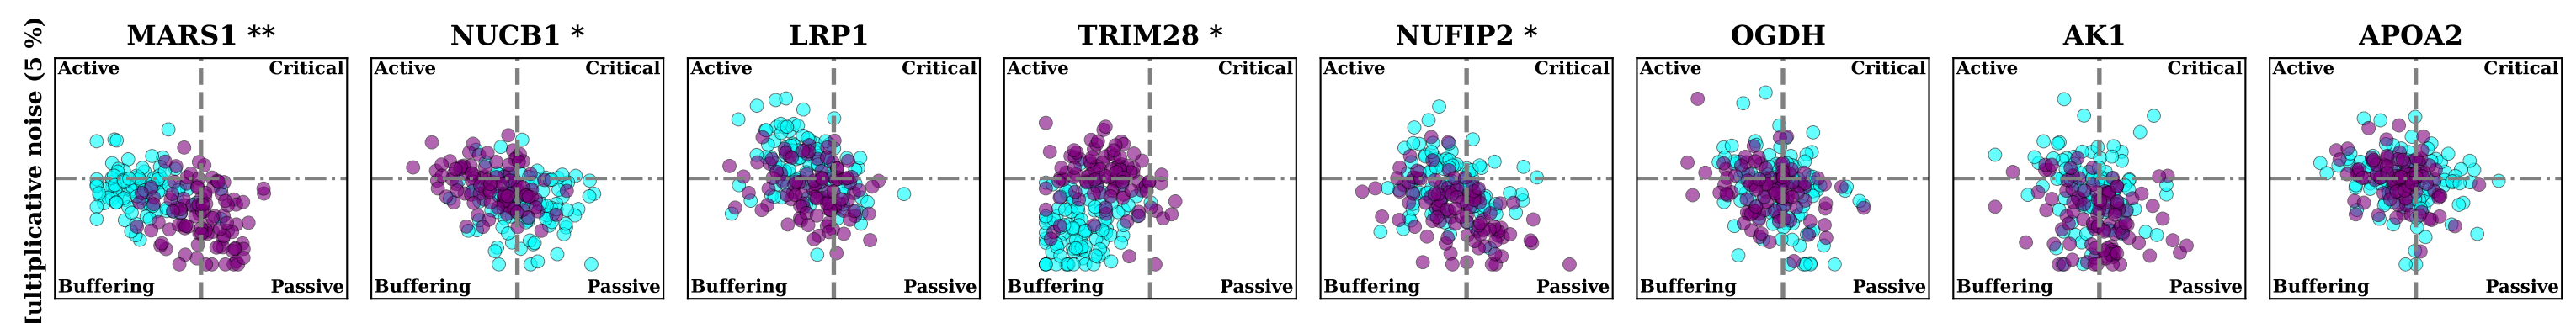 MARS1 **
NUCB1 *
LRP1
TRIM28 *
NUFIP2 *
OGDH
AK1
APOA2
ultiplicative noise (5 %)
Active Critical
Buffering Passive
Active Critical
Buffering Passive
Active Critical
Buffering Passive
Active Critical
Buffering Passive
Active Critical
Buffering Passive
Active Critical
Buffering Passive
Active Critical
Buffering Passive
Active Critical
Buffering Passive